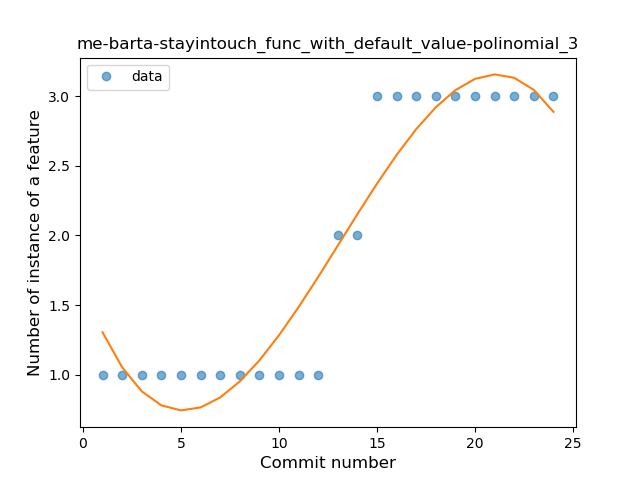 me-barta-stayintouch_func_with_default_value-polinomial_3
data
Number of instance of a feature
3.0
2.5
2.0
1.5
1.0
0 5 10 15 20 25
Commit number